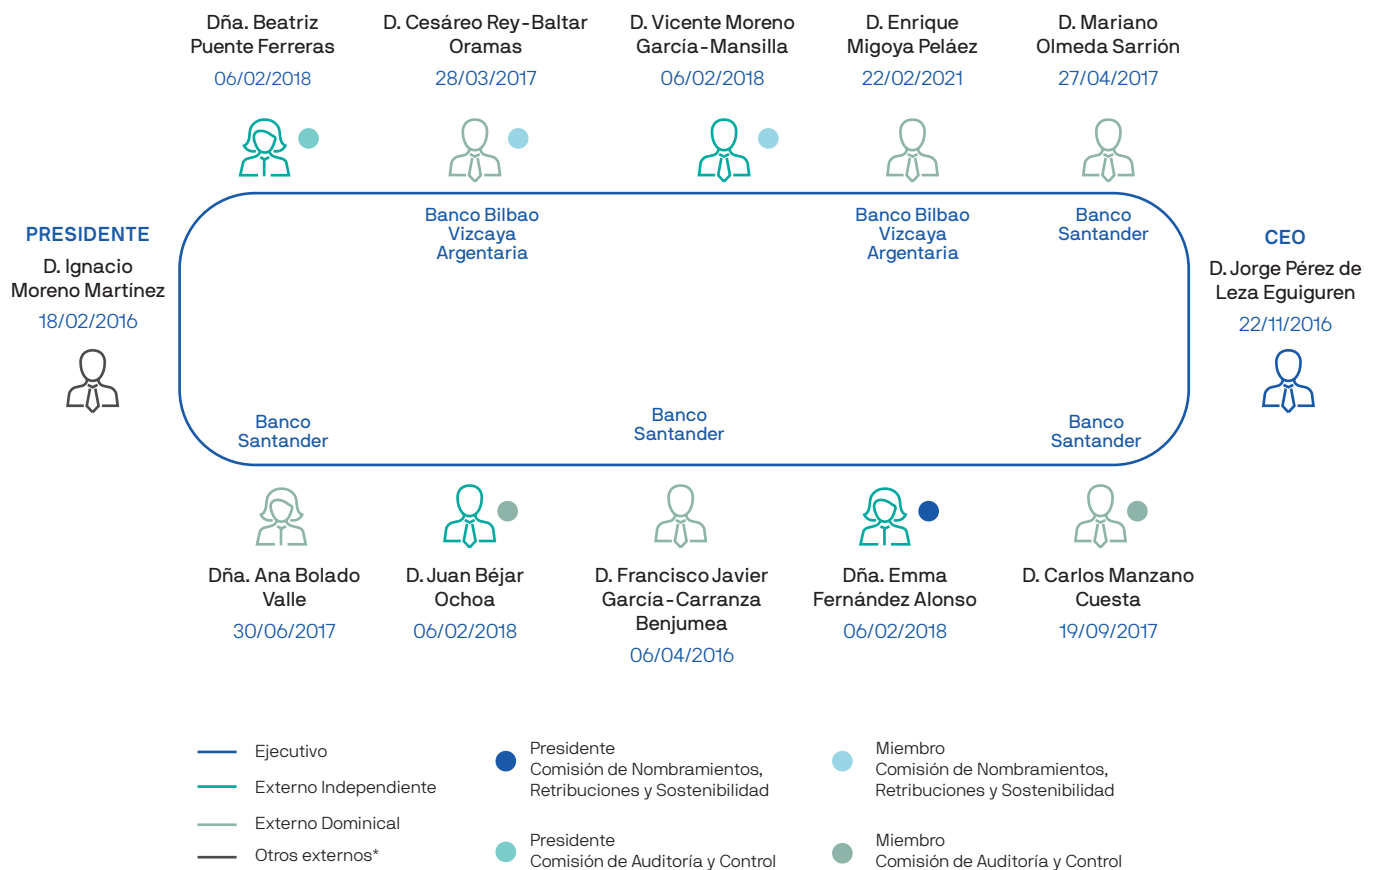 Dña. Beatriz
Puente Ferreras
06/02/2018
D. Cesáreo Rey-Baltar
Oramas
28/03/2017
D. Vicente Moreno
García-Mansilla
06/02/2018
D. Enrique
Migoya Peláez
22/02/2021
D. Mariano
Olmeda Sarrión
27/04/2017
Banco Bilbao
Vizcaya
Argentaria
Banco Bilbao
Vizcaya
Argentaria
Banco
Santander
PRESIDENTE
D. Ignacio
Moreno Martínez
18/02/2016
CEO
D. Jorge Pérez de
Leza Eguiguren
22/11/2016
Banco
Santander
Banco
Santander
Banco
Santander
Dña. Ana Bolado
Valle
30/06/2017
D. Juan Béjar
Ochoa
06/02/2018
D. Francisco Javier
García-Carranza
Benjumea
06/04/2016
Dña. Emma
Fernández Alonso
06/02/2018
D. Carlos Manzano
Cuesta
19/09/2017
Ejecutivo
Externo Independiente
Externo Dominical
Otros externos*
Presidente
Comisión de Nombramientos,
Retribuciones y Sostenibilidad
Presidente
Comisión de Auditoría y Control
Miembro
Comisión de Nombramientos,
Retribuciones y Sostenibilidad
Miembro
Comisión de Auditoría y Control